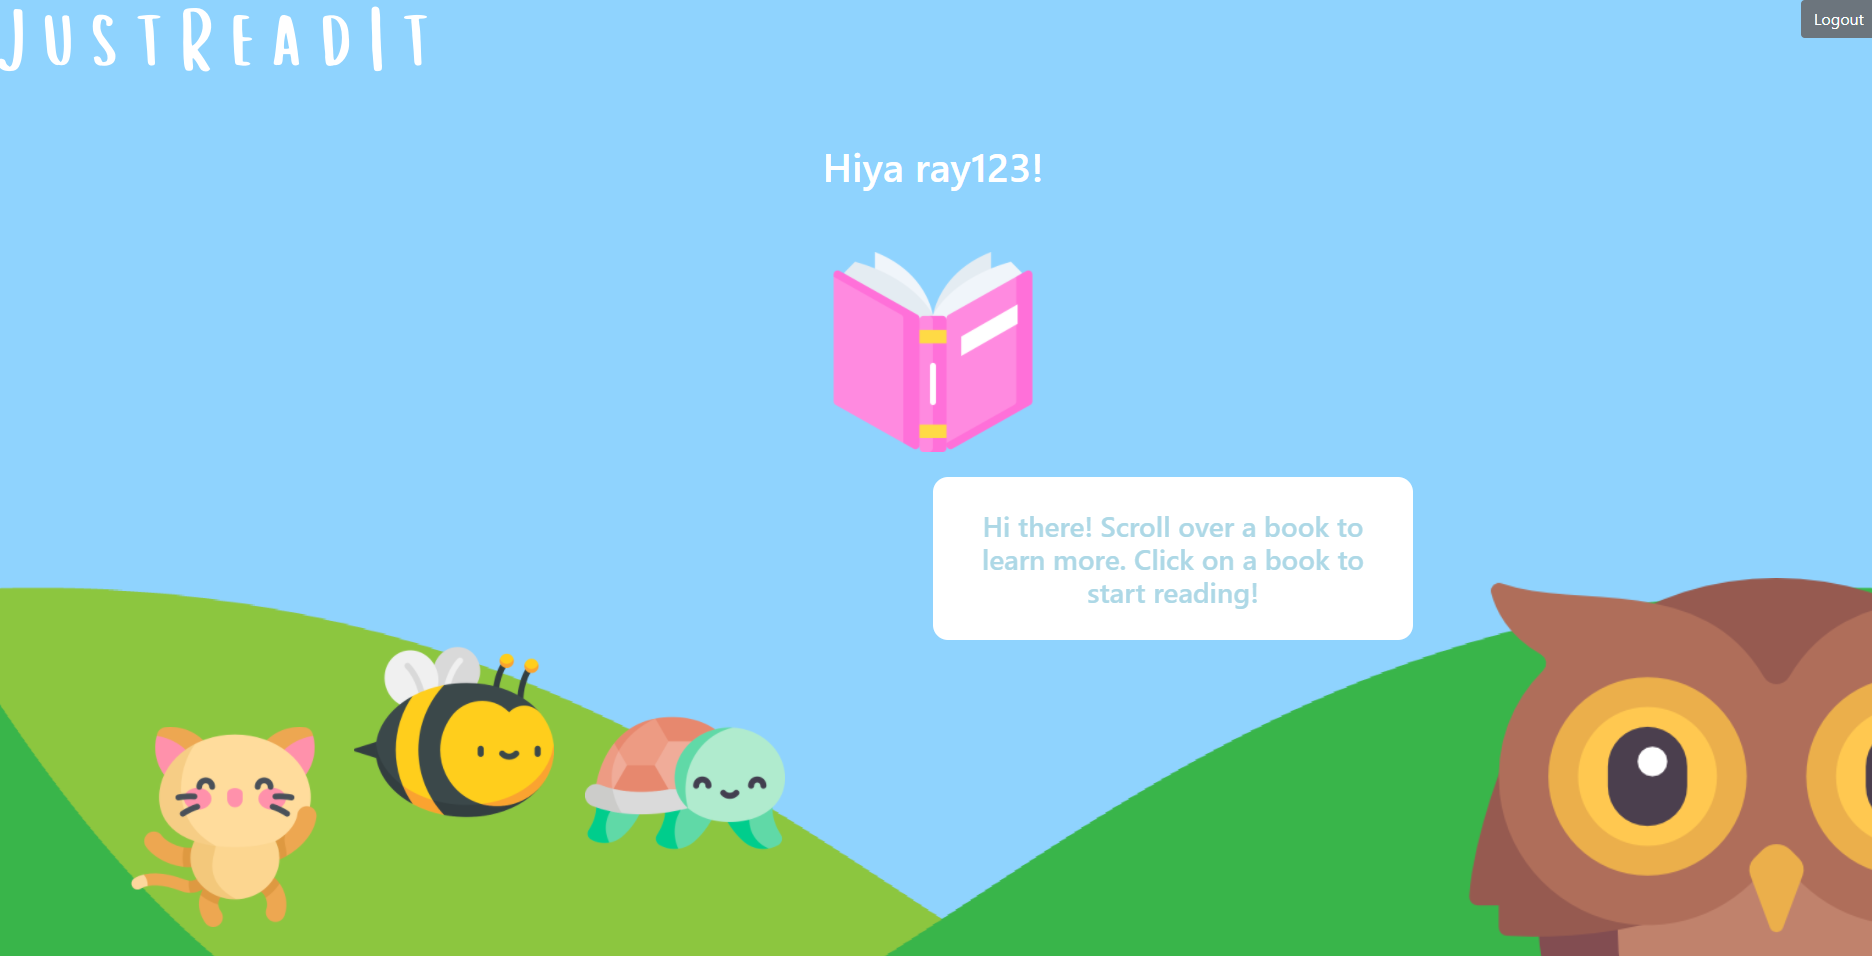 JustReadIt
Logout
Hiya ray123!
Hi there! Scroll over a book to
learn more. Click on a book to
start reading!